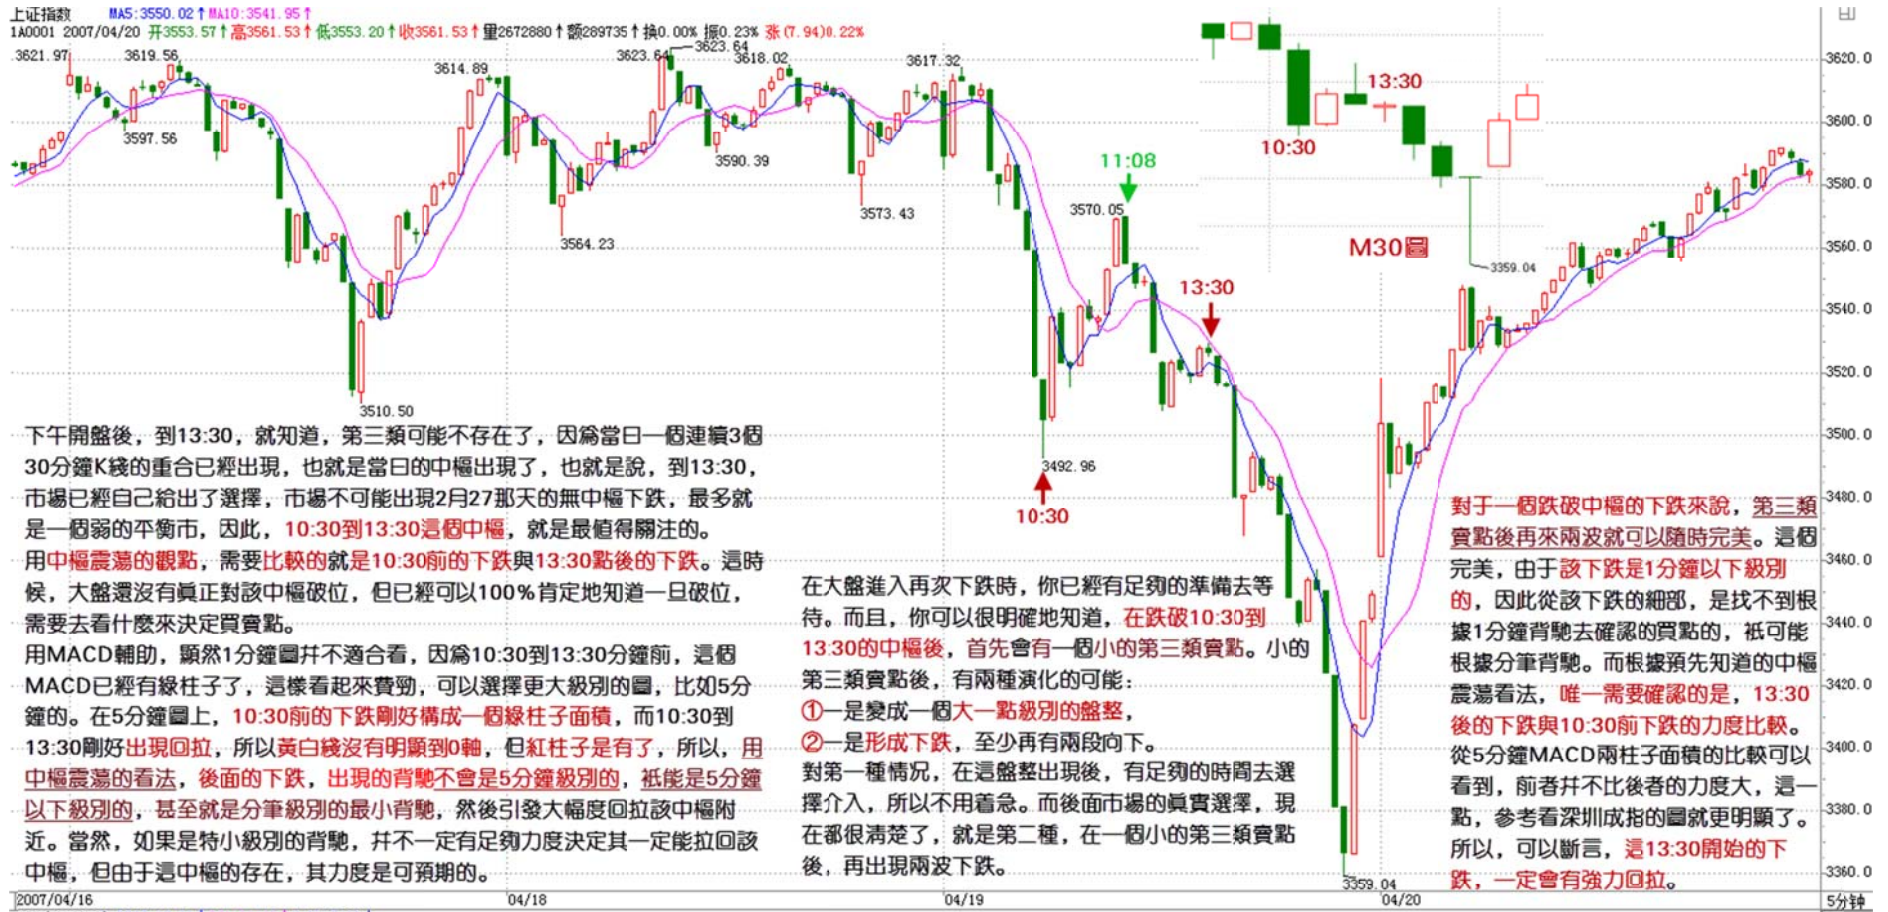 上证指数 MA5:3550.02↑MA10:3541.95↑
1A0001 2007/04/20 开3553.57↑高3561.53↑低3553.20↑收3561.53↑量2672880↑额289735↑换0.00% 振0.23% 涨(7.94)0.22%
3621.97
3619.56
3597.56
3614.89
3623.64
3623.64
3618.02
3617.32
3590.39
3573.43
3564.23
3510.50
11:08
3570.05
13:30
3492.96
10:30
3359.04
13:30
10:30
M30圖
3359.04
3620.0
3600.0
3580.0
3560.0
3540.0
3520.0
3500.0
3480.0
3460.0
3440.0
3420.0
3400.0
3380.0
3360.0
下午開盤後，到13:30，就知道，第三類可能不存在了，因爲當日一個連續3個
30分鐘K綫的重合已經出現，也就是當日的中樞出現了，也就是說，到13:30，
市場已經自己給出了選擇，市場不可能出現2月27那天的無中樞下跌，最多就
是一個弱的平衡市，因此，10:30到13:30這個中樞，就是最值得關注的。
用中樞震蕩的觀點，需要比較的就是10:30前的下跌與13:30點後的下跌。這時
候，大盤還沒有眞正對該中樞破位，但已經可以100%肯定地知道一旦破位，
需要去看什麽來決定買賣點。
用MACD輔助，顯然1分鐘圖幷不適合看，因爲10:30到13:30分鐘前，這個
MACD已經有綠柱子了，這樣看起來費勁，可以選擇更大級別的圖，比如5分
鐘的。在5分鐘圖上，10:30前的下跌剛好構成一個綠柱子面積，而10:30到
13:30剛好出現回拉，所以黃白綫沒有明顯到0軸，但紅柱子是有了，所以，用
中樞震蕩的看法，後面的下跌，出現的背馳不會是5分鐘級別的，衹能是5分鐘
以下級別的，甚至就是分筆級別的最小背馳，然後引發大幅度回拉該中樞附
近。當然，如果是特小級別的背馳，幷不一定有足夠力度決定其一定能拉回該
中樞，但由于這中樞的存在，其力度是可預期的。
在大盤進入再次下跌時，你已經有足夠的準備去等
待。而且，你可以很明確地知道，在跌破10:30到
13:30的中樞後，首先會有一個小的第三類賣點。小的
第三類賣點後，有兩種演化的可能：
①一是變成一個大一點級別的盤整，
②一是形成下跌，至少再有兩段向下。
對第一種情况，在這盤整出現後，有足夠的時間去選
擇介入，所以不用着急。而後面市場的眞實選擇，現
在都很清楚了，就是第二種，在一個小的第三類賣點
後，再出現兩波下跌。
對于一個跌破中樞的下跌來說，第三類
賣點後再來兩波就可以隨時完美。這個
完美，由于該下跌是1分鐘以下級別
的，因此從該下跌的細部，是找不到根
據1分鐘背馳去確認的買點的，衹可能
根據分筆背馳。而根據預先知道的中樞
震蕩看法，唯一需要確認的是，13:30
後的下跌與10:30前下跌的力度比較。
從5分鐘MACD兩柱子面積的比較可以
看到，前者幷不比後者的力度大，這一
點，參考看深圳成指的圖就更明顯了。
所以，可以斷言，這13:30開始的下
跌，一定會有強力回拉。
2007/04/16 04/18 04/19 04/20 5分钟